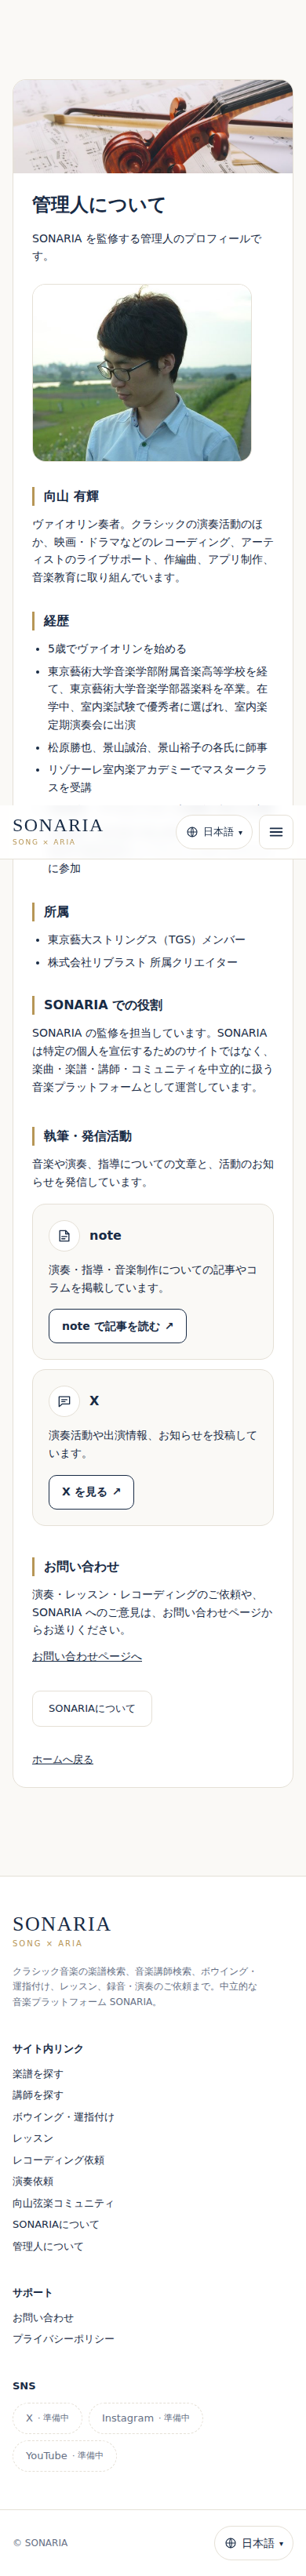 管理人について
SONARIA を監修する管理人のプロフィールで
す。
向山 有輝
ヴァイオリン奏者。クラシックの演奏活動のほ
か、映画・ドラマなどのレコーディング、アーテ
ィストのライブサポート、作編曲、アプリ制作、
音楽教育に取り組んでいます。
経歴
• 5歳でヴァイオリンを始める
• 東京藝術大学音楽学部附属音楽高等学校を経
て、東京藝術大学音楽学部器楽科を卒業。在
学中、室内楽試験で優秀者に選ばれ、室内楽
定期演奏会に出演
• 松原勝也、景山誠治、景山裕子の各氏に師事
• リゾナーレ室内楽アカデミーでマスタークラ
スを受講
SONARIA
SONG × ARIA
日本語 ▾
に参加
所属
• 東京藝大ストリングス（TGS）メンバー
• 株式会社リブラスト 所属クリエイター
SONARIA での役割
SONARIA の監修を担当しています。SONARIA
は特定の個人を宣伝するためのサイトではなく、
楽曲・楽譜・講師・コミュニティを中立的に扱う
音楽プラットフォームとして運営しています。
執筆・発信活動
音楽や演奏、指導についての文章と、活動のお知
らせを発信しています。
note
演奏・指導・音楽制作についての記事やコ
ラムを掲載しています。
note で記事を読む ↗
X
演奏活動や出演情報、お知らせを投稿して
います。
X を見る ↗
お問い合わせ
演奏・レッスン・レコーディングのご依頼や、
SONARIA へのご意見は、お問い合わせページか
らお送りください。
お問い合わせページへ
SONARIAについて
ホームへ戻る
SONARIA
SONG × ARIA
クラシック音楽の楽譜検索、音楽講師検索、ボウイング・
運指付け、レッスン、録音・演奏のご依頼まで。中立的な
音楽プラットフォーム SONARIA。
サイト内リンク
楽譜を探す
講師を探す
ボウイング・運指付け
レッスン
レコーディング依頼
演奏依頼
向山弦楽コミュニティ
SONARIAについて
管理人について
サポート
お問い合わせ
プライバシーポリシー
SNS
X · 準備中
Instagram · 準備中
YouTube · 準備中
© SONARIA
日本語 ▾